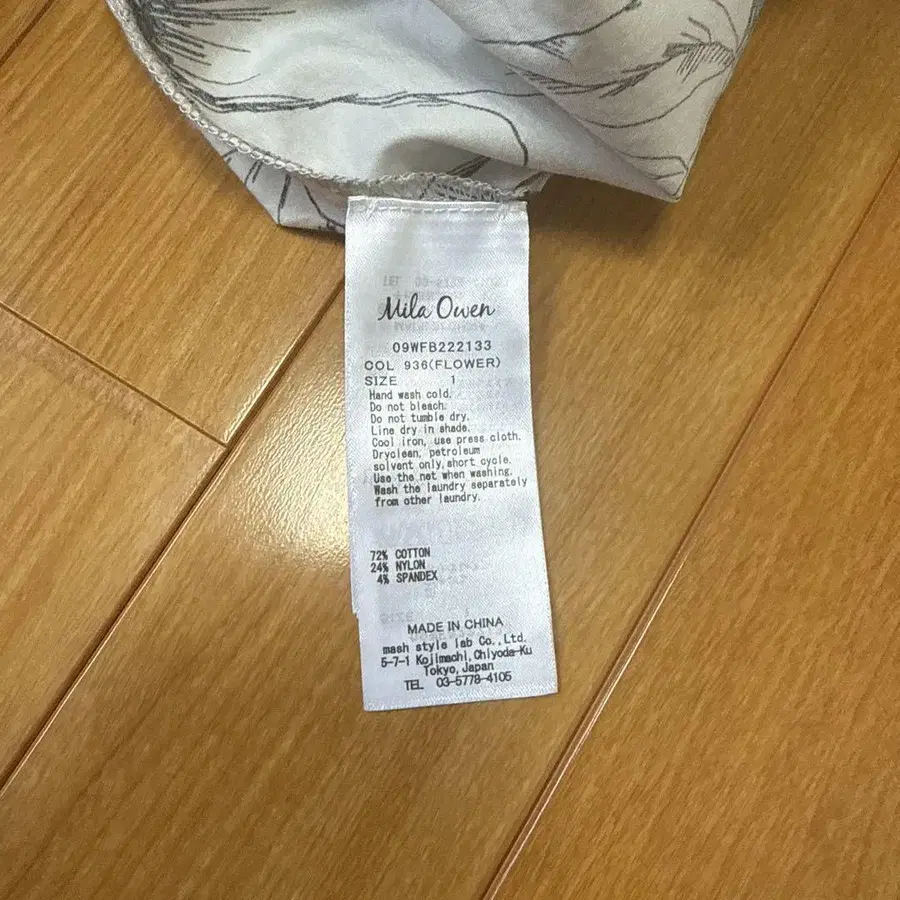 Mila Owen
09WFB222133
COL 936(FLOWER)
SIZE 1
Hand wash cold.
Do not bleach.
Do not tumble dry.
Line dry in shade.
Cool iron, use press cloth.
Dryclean, petroleum
solvent only, short cycle.
Use the net when washing.
Wash the laundry separately
from other laundry.
72% COTTON
24% NYLON
4% SPANDEX
MADE IN CHINA
mash style lab Co., Ltd.
5-7-1 Kojimachi, Chiyoda-Ku
Tokyo, Japan
TEL 03-5778-4105